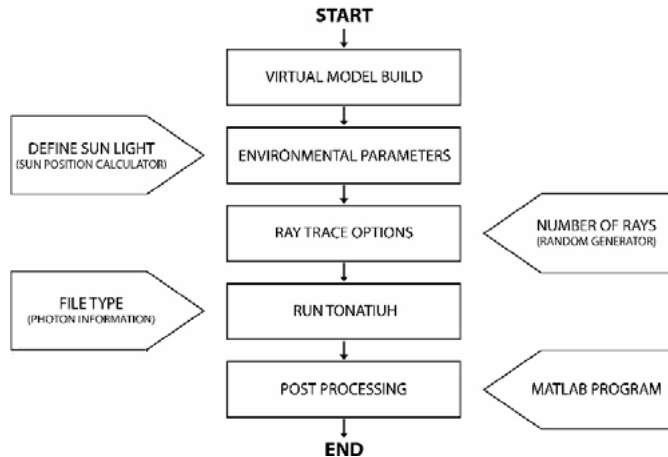 START
VIRTUAL MODEL BUILD
DEFINE SUN LIGHT
(SUN POSITION CALCULATOR)
ENVIRONMENTAL PARAMETERS
RAY TRACE OPTIONS
NUMBER OF RAYS
(RANDOM GENERATOR)
FILE TYPE
(PHOTON INFORMATION)
RUN TONATIUH
POST PROCESSING
MATLAB PROGRAM
END